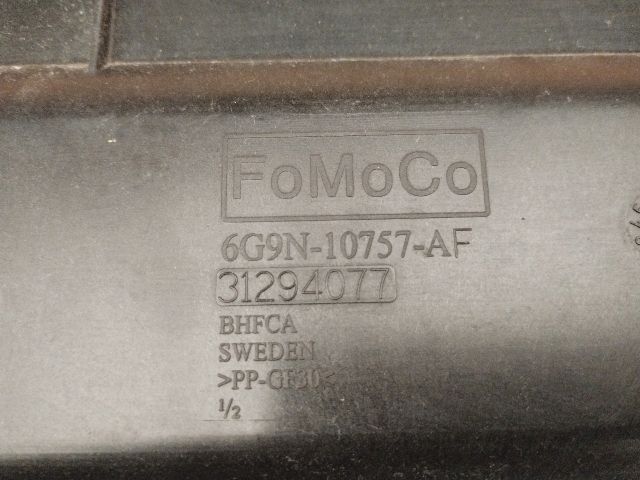 FoMoCo
6G9N-10757-AF
31294077
BHFCA
SWEDEN
>PP-GF30<
½